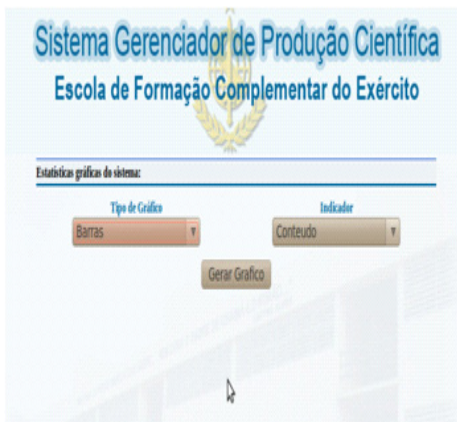 Sistema Gerenciador de Produção Científica
Escola de Formação Complementar do Exército
Estatísticas gráficas do sistema:
Tipo de Gráfico
Indicador
Barras
Conteudo
Gerar Grafico